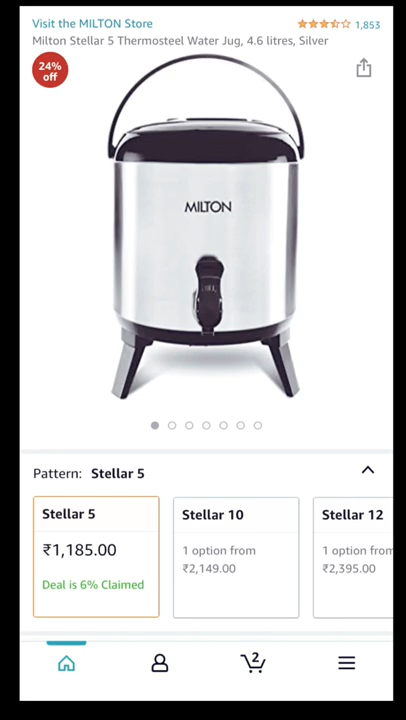 Visit the MILTON Store
1,853
Milton Stellar 5 Thermosteel Water Jug, 4.6 litres, Silver
24%
off
MILTON
Pattern: Stellar 5
Stellar 5
₹1,185.00
Deal is 6% Claimed
Stellar 10
1 option from
₹2,149.00
Stellar 12
1 option from
₹2,395.00
2